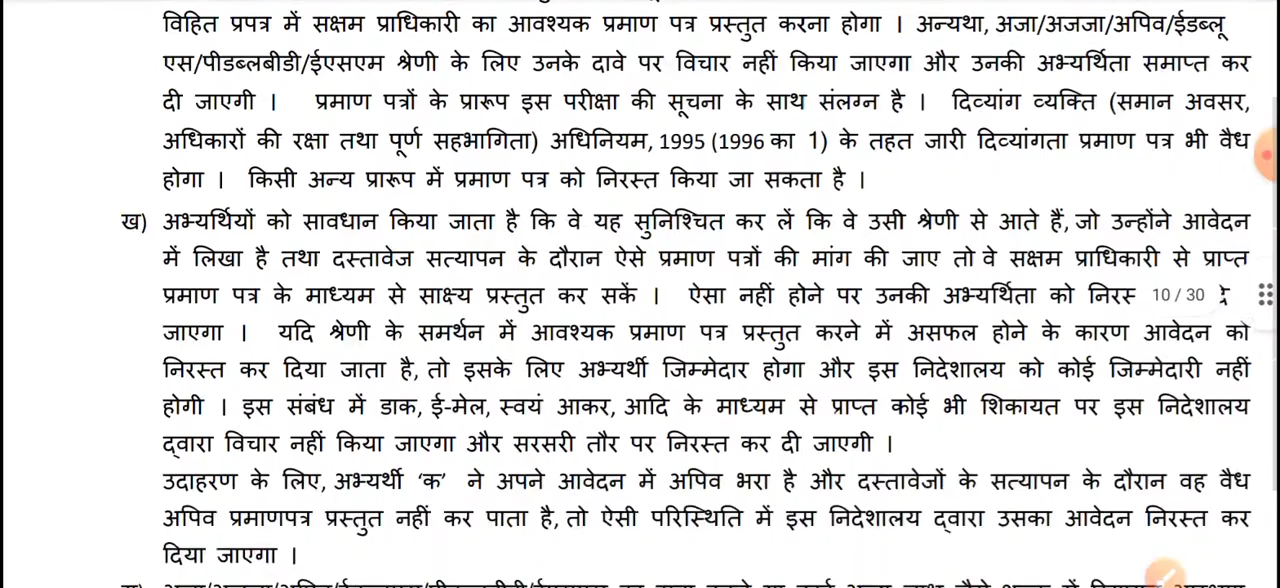 विहित प्रपत्र में सक्षम प्राधिकारी का आवश्यक प्रमाण पत्र प्रस्तुत करना होगा । अन्यथा, अजा/अजजा/अपिव/ईडब्लू
एस/पीडब्लबीडी/ईएसएम श्रेणी के लिए उनके दावे पर विचार नहीं किया जाएगा और उनकी अभ्यर्थिता समाप्त कर
दी जाएगी । प्रमाण पत्रों के प्रारूप इस परीक्षा की सूचना के साथ संलग्न है । दिव्यांग व्यक्ति (समान अवसर,
अधिकारों की रक्षा तथा पूर्ण सहभागिता) अधिनियम, 1995 (1996 का 1) के तहत जारी दिव्यांगता प्रमाण पत्र भी वैध
होगा । किसी अन्य प्रारूप में प्रमाण पत्र को निरस्त किया जा सकता है ।
ख) अभ्यर्थियों को सावधान किया जाता है कि वे यह सुनिश्चित कर लें कि वे उसी श्रेणी से आते हैं, जो उन्होंने आवेदन
में लिखा है तथा दस्तावेज सत्यापन के दौरान ऐसे प्रमाण पत्रों की मांग की जाए तो वे सक्षम प्राधिकारी से प्राप्त
प्रमाण पत्र के माध्यम से साक्ष्य प्रस्तुत कर सकें । ऐसा नहीं होने पर उनकी अभ्यर्थिता को 10 / 30
जाएगा । यदि श्रेणी के समर्थन में आवश्यक प्रमाण पत्र प्रस्तुत करने में असफल होने के कारण आवेदन को
निरस्त कर दिया जाता है, तो इसके लिए अभ्यर्थी जिम्मेदार होगा और इस निदेशालय को कोई जिम्मेदारी नहीं
होगी । इस संबंध में डाक, ई-मेल, स्वयं आकर, आदि के माध्यम से प्राप्त कोई भी शिकायत पर इस निदेशालय
द्वारा विचार नहीं किया जाएगा और सरसरी तौर पर निरस्त कर दी जाएगी ।
उदाहरण के लिए, अभ्यर्थी ‘क’ ने अपने आवेदन में अपिव भरा है और दस्तावेजों के सत्यापन के दौरान वह वैध
अपिव प्रमाणपत्र प्रस्तुत नहीं कर पाता है, तो ऐसी परिस्थिति में इस निदेशालय द्वारा उसका आवेदन निरस्त कर
दिया जाएगा ।